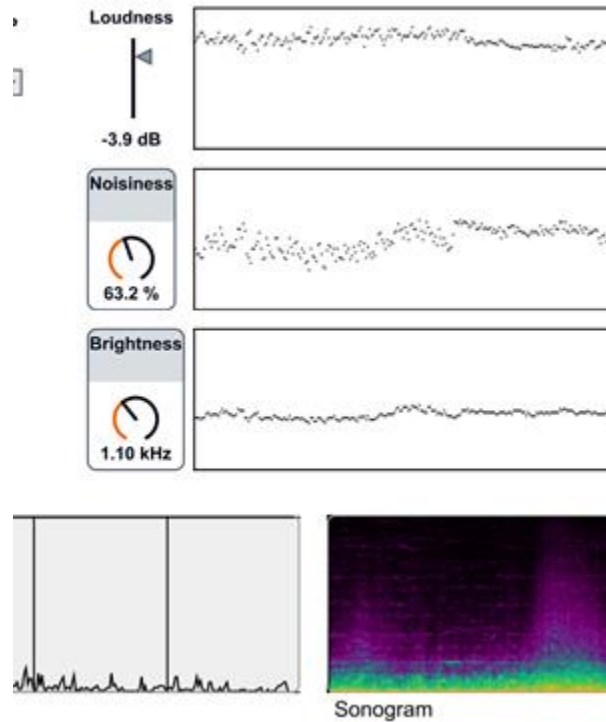 Loudness
-3.9 dB
Noisiness
63.2 %
Brightness
1.10 kHz
Sonogram